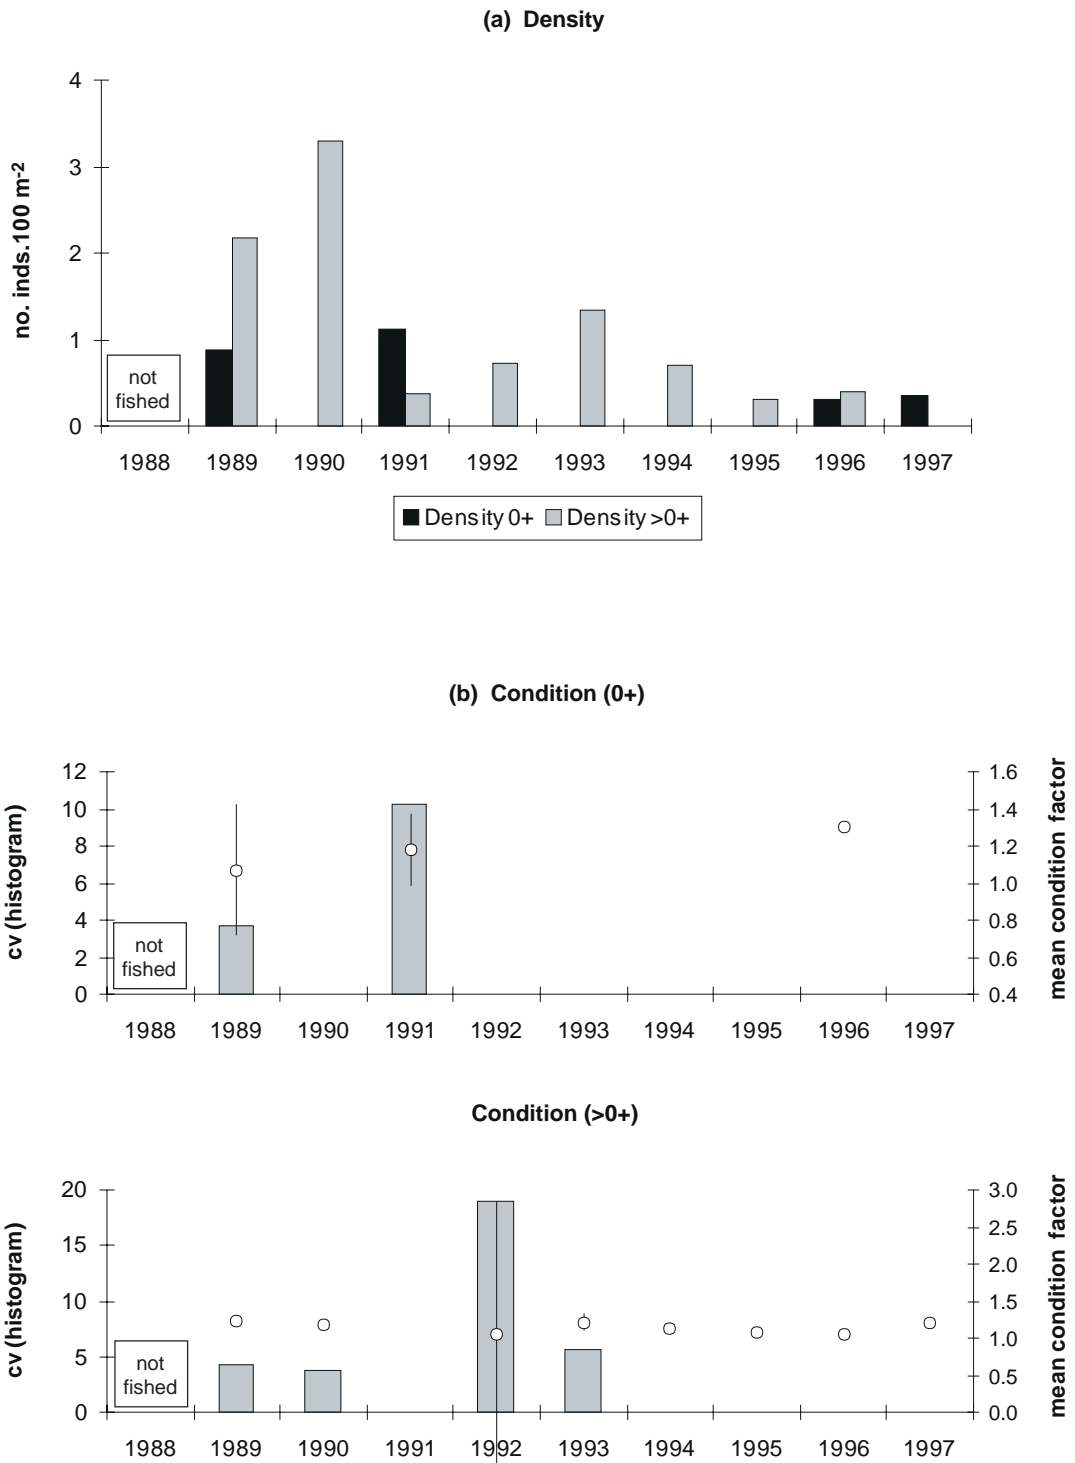 (a) Density
4
3
2
1
0
no. inds.100 m-2
not
fished
1988 1989 1990 1991 1992 1993 1994 1995 1996 1997
Density 0+ Density >0+
(b) Condition (0+)
12
10
8
6
4
2
0
cv (histogram)
1.6
1.4
1.2
1.0
0.8
0.6
0.4
mean condition factor
not
fished
1988 1989 1990 1991 1992 1993 1994 1995 1996 1997
Condition (>0+)
20
15
10
5
0
cv (histogram)
3.0
2.5
2.0
1.5
1.0
0.5
0.0
mean condition factor
not
fished
1988 1989 1990 1991 1992 1993 1994 1995 1996 1997